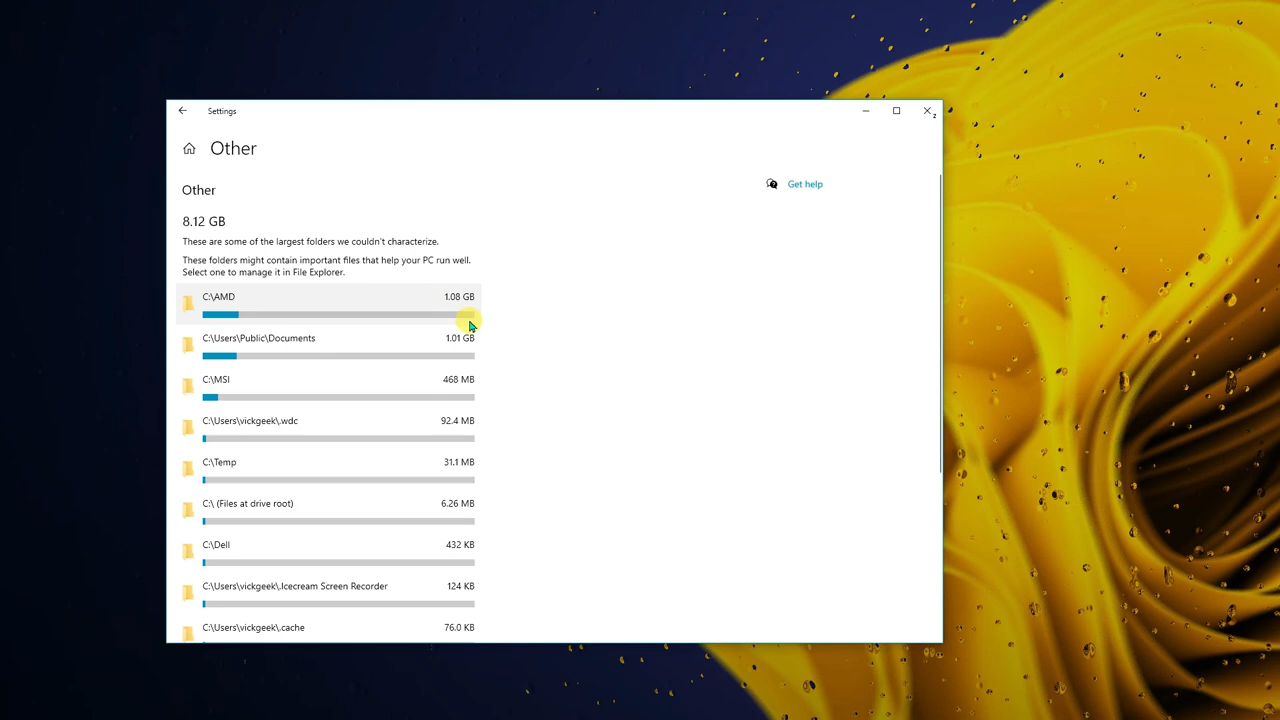 Settings
Other
Other
Get help
8.12 GB
These are some of the largest folders we couldn't characterize.
These folders might contain important files that help your PC run well.
Select one to manage it in File Explorer.
C:\AMD 1.08 GB
C:\Users\Public\Documents 1.01 GB
C:\MSI 468 MB
C:\Users\vickgeek\.wdc 92.4 MB
C:\Temp 31.1 MB
C:\ (Files at drive root) 6.26 MB
C:\Dell 432 KB
C:\Users\vickgeek\.Icecream Screen Recorder 124 KB
C:\Users\vickgeek\.cache 76.0 KB